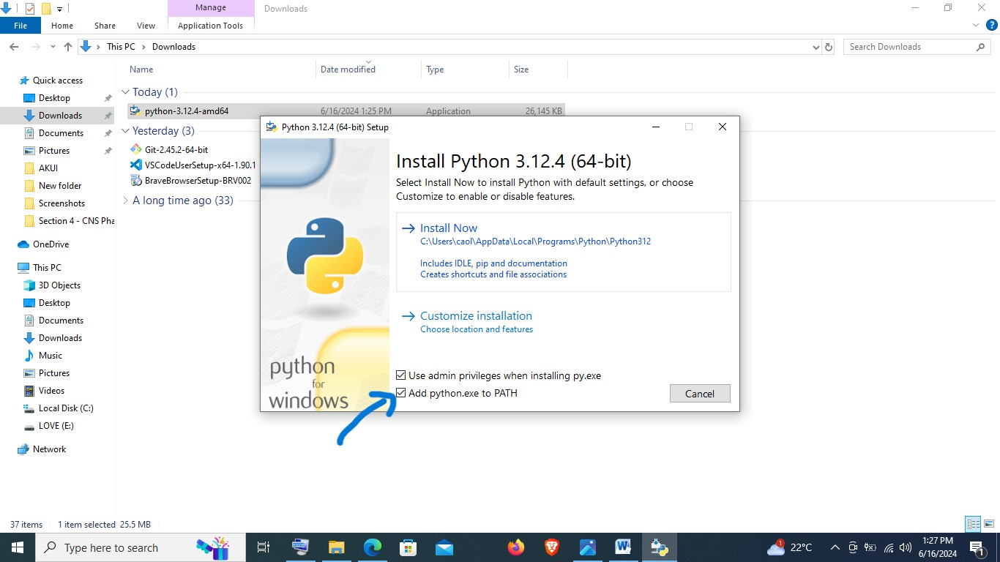 Manage
Downloads
File
Home
Share
View
Application Tools
This PC
Downloads
Search Downloads
Name
Date modified
Type
Size
Quick access
Desktop
Downloads
Documents
Pictures
AKUI
New folder
Screenshots
Section 4 - CNS Pha
OneDrive
This PC
3D Objects
Desktop
Documents
Downloads
Music
Pictures
Videos
Local Disk (C:)
LOVE (E:)
Network
Today (1)
python-3.12.4-amd64
6/16/2024 1:25 PM
Application
26,145 KB
Yesterday (3)
Git-2.45.2-64-bit
VSCodeUserSetup-x64-1.90.1
BraveBrowserSetup-BRV002
A long time ago (33)
Python 3.12.4 (64-bit) Setup
Install Python 3.12.4 (64-bit)
Select Install Now to install Python with default settings, or choose
Customize to enable or disable features.
Install Now
C:\Users\caol\AppData\Local\Programs\Python\Python312
Includes IDLE, pip and documentation
Creates shortcuts and file associations
Customize installation
Choose location and features
python
for
windows
Use admin privileges when installing py.exe
Add python.exe to PATH
Cancel
37 items
1 item selected 25.5 MB
Type here to search
1
22°C
1:27 PM
6/16/2024
1